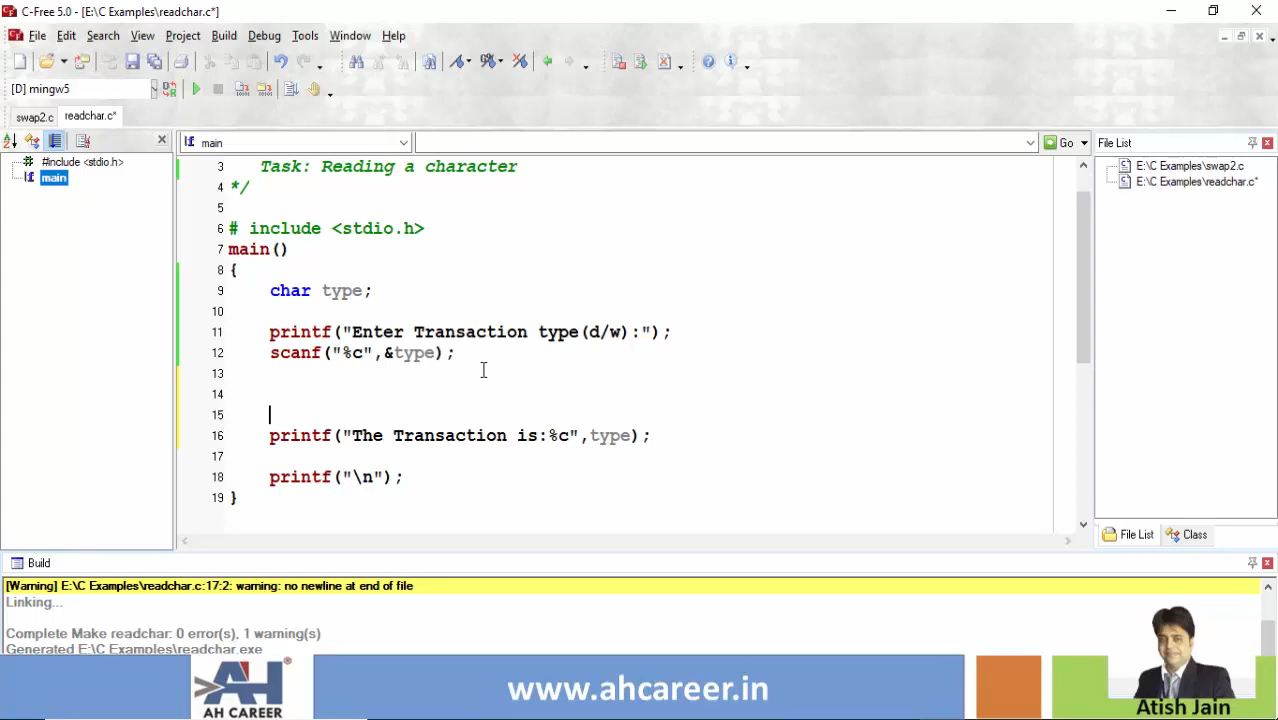 C-Free 5.0 - [E:\C Examples\readchar.c*]
File Edit Search View Project Build Debug Tools Window Help
[D] mingw5
swap2.c readchar.c*
main
Go
File List
#include <stdio.h>
main
E:\C Examples\swap2.c
E:\C Examples\readchar.c*
3 Task: Reading a character
4 */
5
6 # include <stdio.h>
7 main()
8 {
9 char type;
10
11 printf("Enter Transaction type(d/w):");
12 scanf("%c",&type);
13
14
15
16 printf("The Transaction is:%c",type);
17
18 printf("\n");
19 }
File List Class
Build
[Warning] E:\C Examples\readchar.c:17:2: warning: no newline at end of file
Linking...
Complete Make readchar: 0 error(s), 1 warning(s)
Generated E:\C Examples\readchar.exe
AH
AH CAREER
®
www.ahcareer.in
Atish Jain